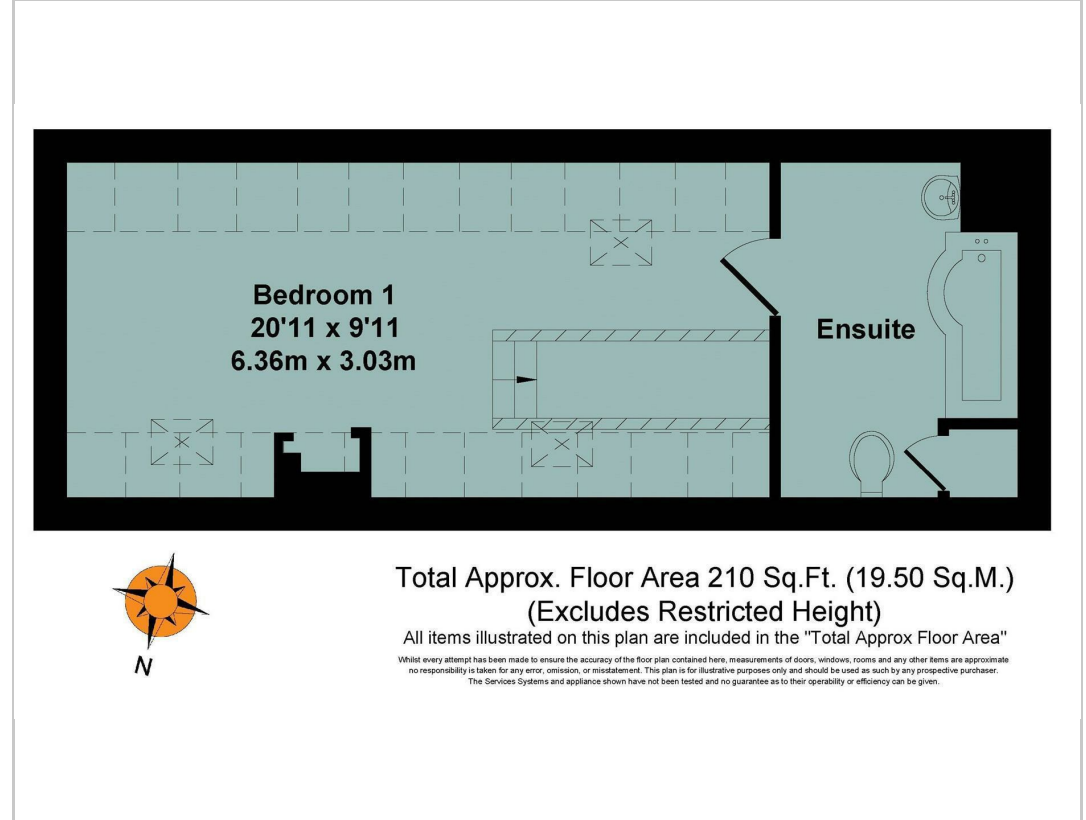 Bedroom 1
20'11 x 9'11
6.36m x 3.03m
Ensuite
N
Total Approx. Floor Area 210 Sq.Ft. (19.50 Sq.M.)
(Excludes Restricted Height)
All items illustrated on this plan are included in the "Total Approx Floor Area"
Whilst every attempt has been made to ensure the accuracy of the floor plan contained here, measurements of doors, windows, rooms and any other items are approximate
no responsibility is taken for any error, omission, or misstatement. This plan is for illustrative purposes only and should be used as such by any prospective purchaser.
The Services Systems and appliance shown have not been tested and no guarantee as to their operability or efficiency can be given.